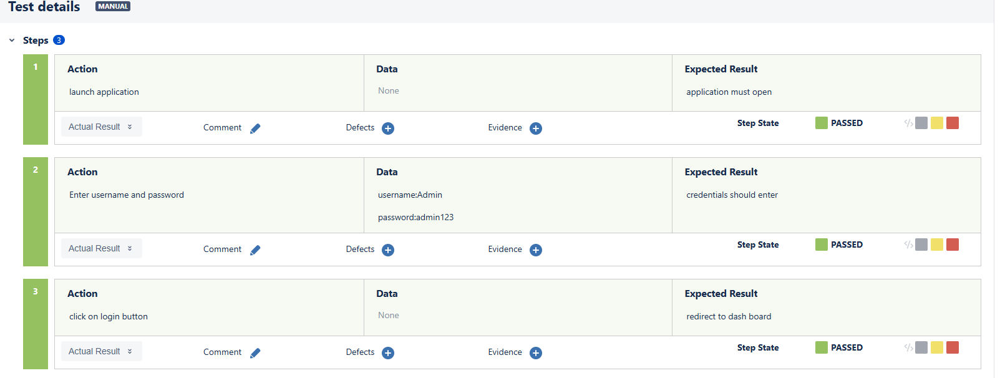 Test details MANUAL
Steps 3
1
Action Data Expected Result
launch application None application must open
Actual Result Comment Defects Evidence Step State PASSED </>
2
Action Data Expected Result
Enter username and password username:Admin credentials should enter
password:admin123
Actual Result Comment Defects Evidence Step State PASSED </>
3
Action Data Expected Result
click on login button None redirect to dash board
Actual Result Comment Defects Evidence Step State PASSED </>